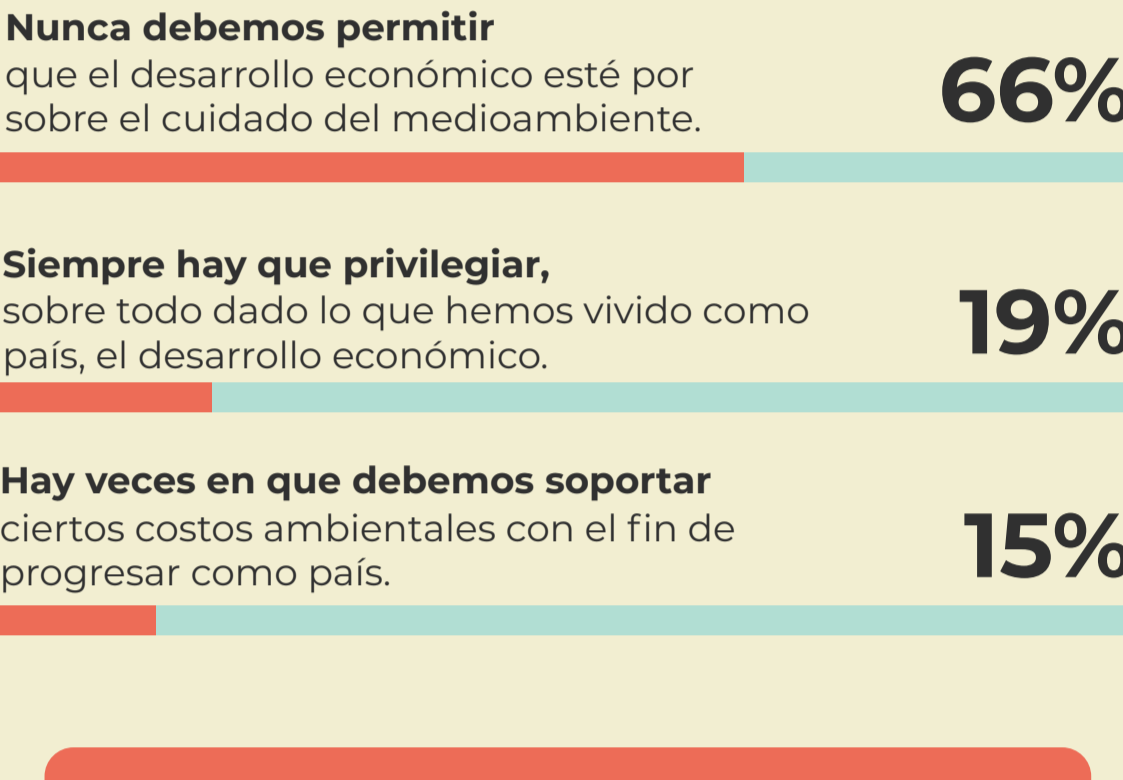 Nunca debemos permitir
que el desarrollo económico esté por
sobre el cuidado del medioambiente.
66%
Siempre hay que privilegiar,
sobre todo dado lo que hemos vivido como
país, el desarrollo económico.
19%
Hay veces en que debemos soportar
ciertos costos ambientales con el fin de
progresar como país.
15%